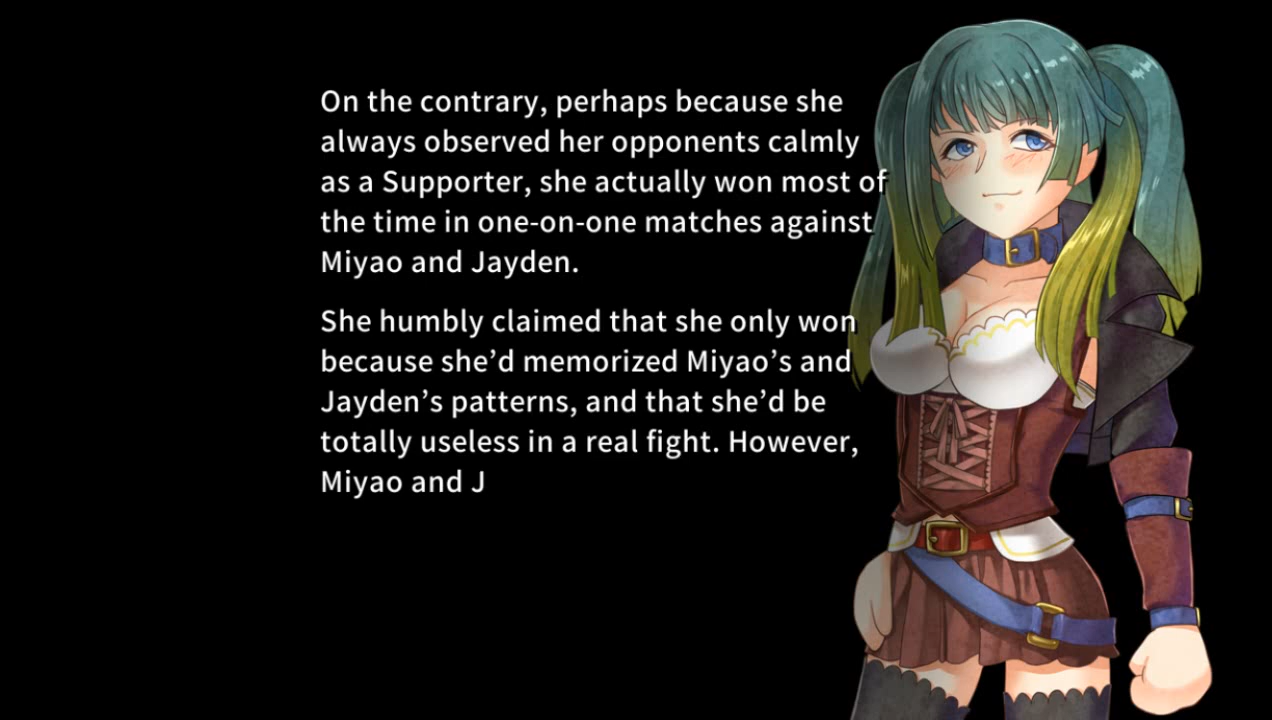 On the contrary, perhaps because she
always observed her opponents calmly
as a Supporter, she actually won most of
the time in one-on-one matches against
Miyao and Jayden.
She humbly claimed that she only won
because she’d memorized Miyao’s and
Jayden’s patterns, and that she’d be
totally useless in a real fight. However,
Miyao and J